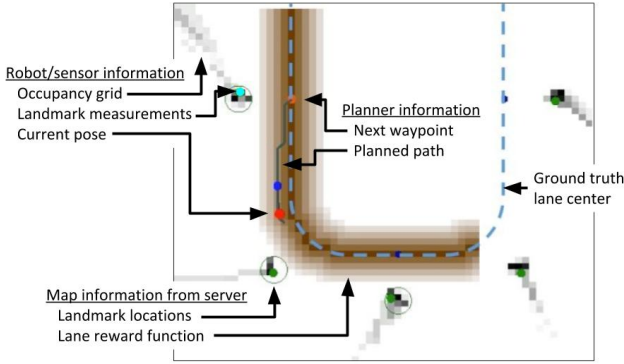 Robot/sensor information
Occupancy grid
Landmark measurements
Current pose
Planner information
Next waypoint
Planned path
Ground truth
lane center
Map information from server
Landmark locations
Lane reward function